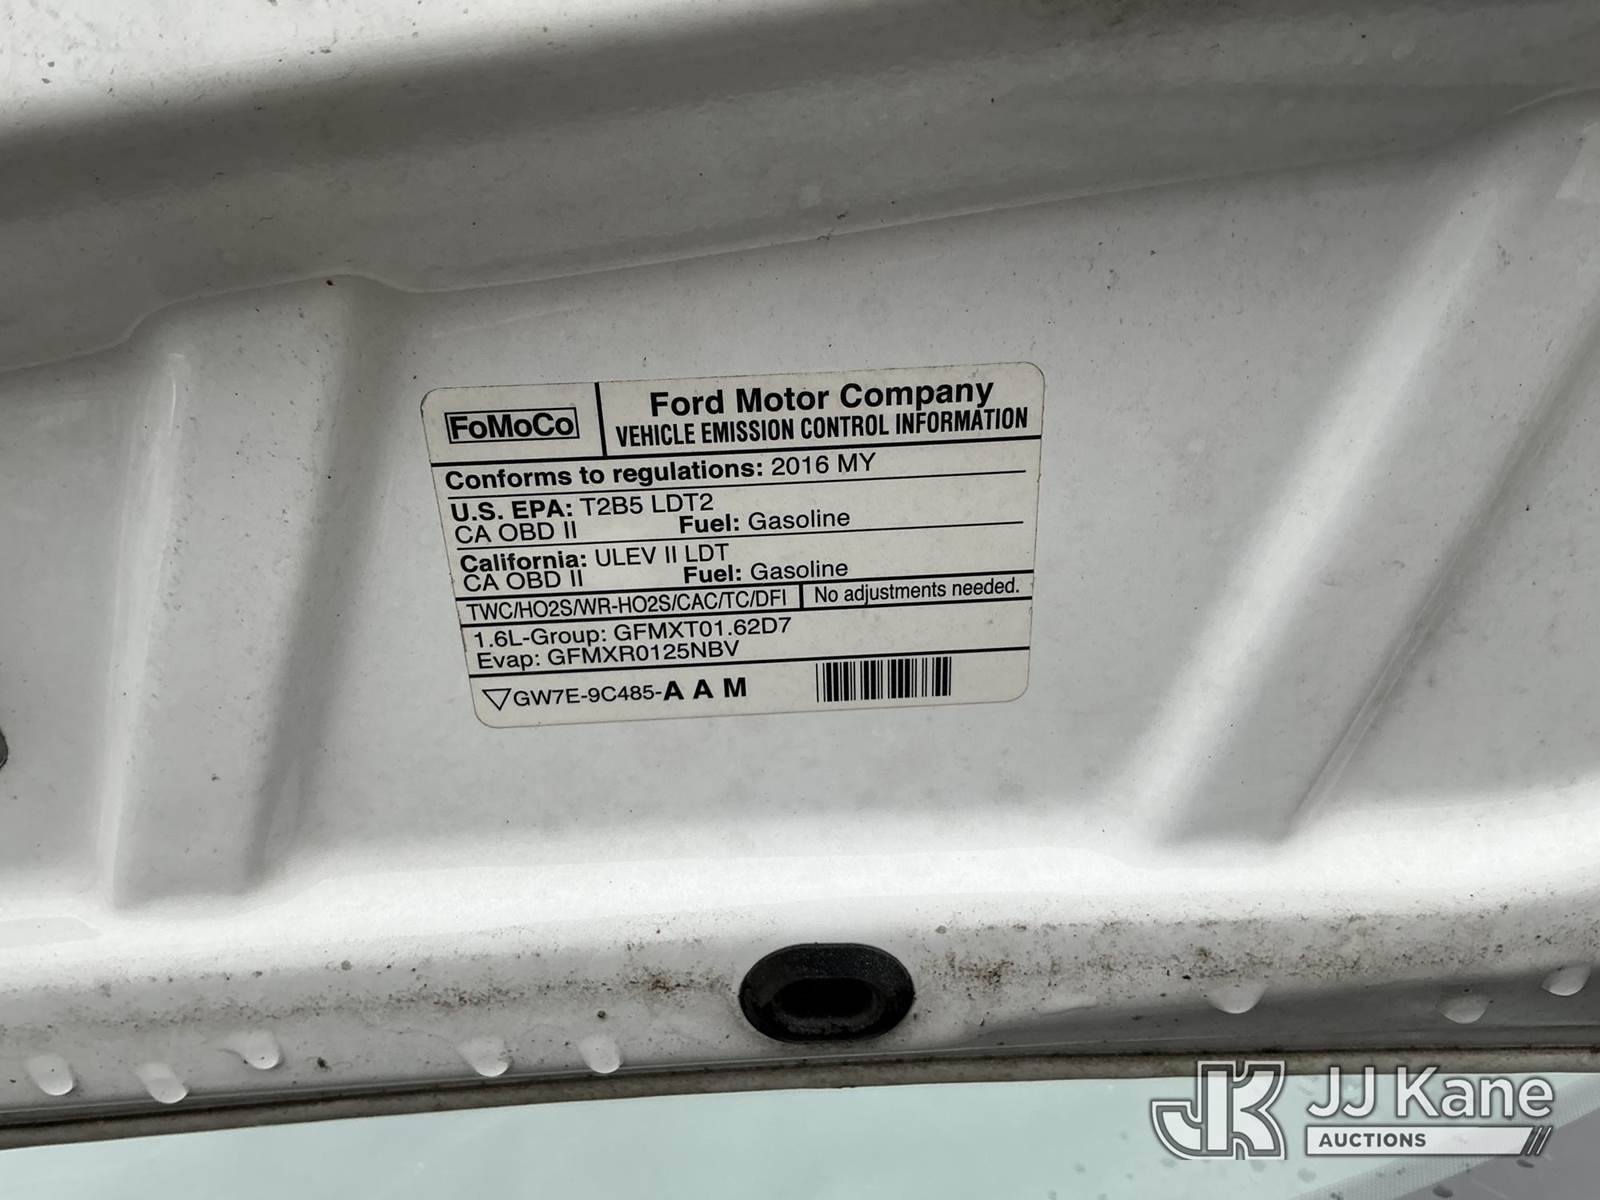 FoMoCo
Ford Motor Company
VEHICLE EMISSION CONTROL INFORMATION
Conforms to regulations: 2016 MY
U.S. EPA: T2B5 LDT2
CA OBD II Fuel: Gasoline
California: ULEV II LDT
CA OBD II Fuel: Gasoline
TWC/HO2S/WR-HO2S/CAC/TC/DFI No adjustments needed.
1.6L-Group: GFMXT01.62D7
Evap: GFMXR0125NBV
GW7E-9C485-A A M
JK JJ Kane
AUCTIONS